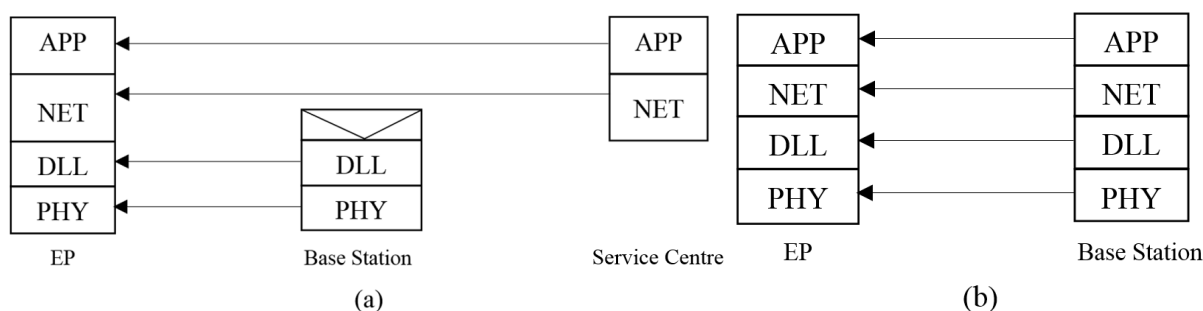 APP
NET
DLL
PHY
EP
DLL
PHY
Base Station
APP
NET
Service Centre
(a)
APP
NET
DLL
PHY
EP
APP
NET
DLL
PHY
Base Station
(b)